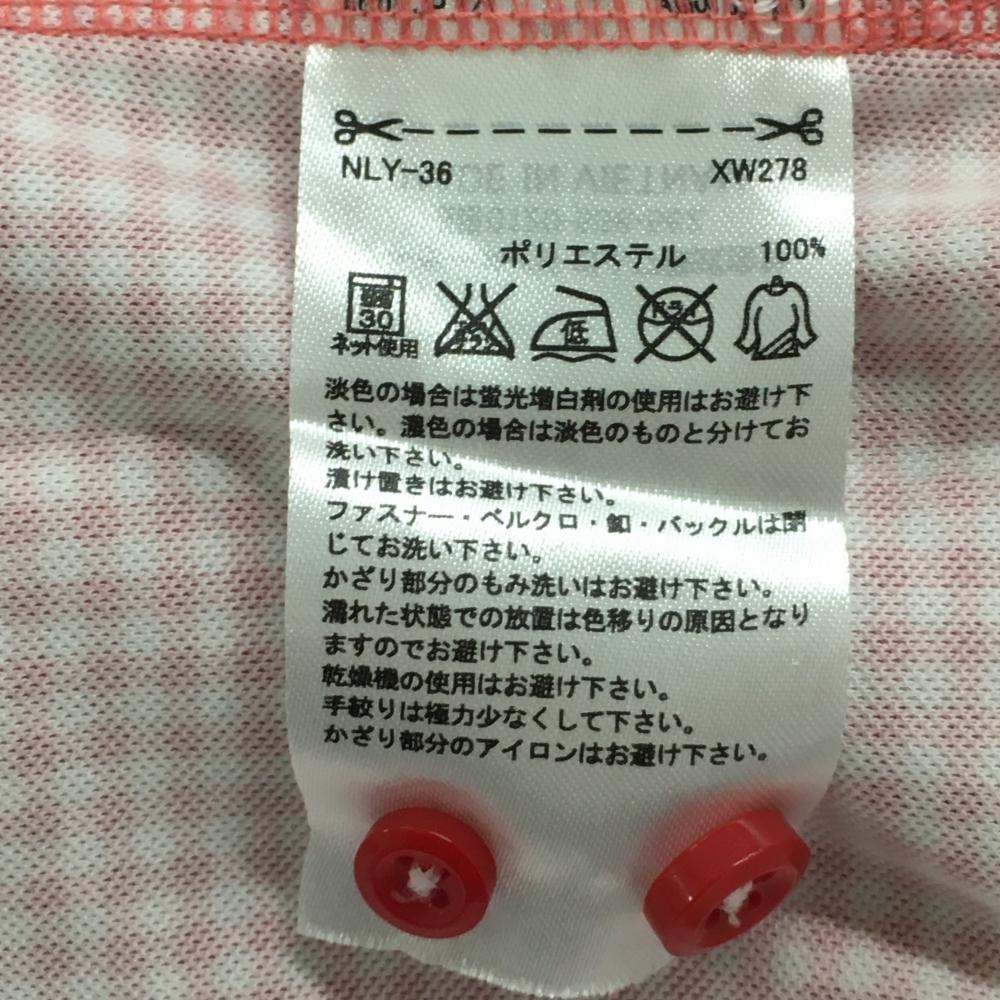 NLY-36 XW278
ポリエステル 100%
30 低
ネット使用
淡色の場合は蛍光増白剤の使用はお避け下
さい。濃色の場合は淡色のものと分けてお
洗い下さい。
漬け置きはお避け下さい。
ファスナー・ベルクロ・釦・バックルは閉
じてお洗い下さい。
かざり部分のもみ洗いはお避け下さい。
濡れた状態での放置は色移りの原因となり
ますのでお避け下さい。
乾燥機の使用はお避け下さい。
手絞りは極力少なくして下さい。
かざり部分のアイロンはお避け下さい。